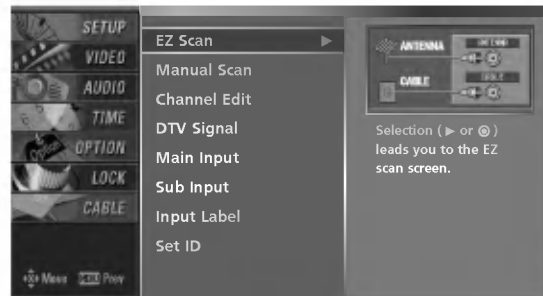 SETUP
VIDEO
AUDIO
TIME
OPTION
LOCK
CABLE
Move Prev
EZ Scan ▶
Manual Scan
Channel Edit
DTV Signal
Main Input
Sub Input
Input Label
Set ID
ANTENNA
CABLE
Selection ( ▶ or ◉ )
leads you to the EZ
scan screen.